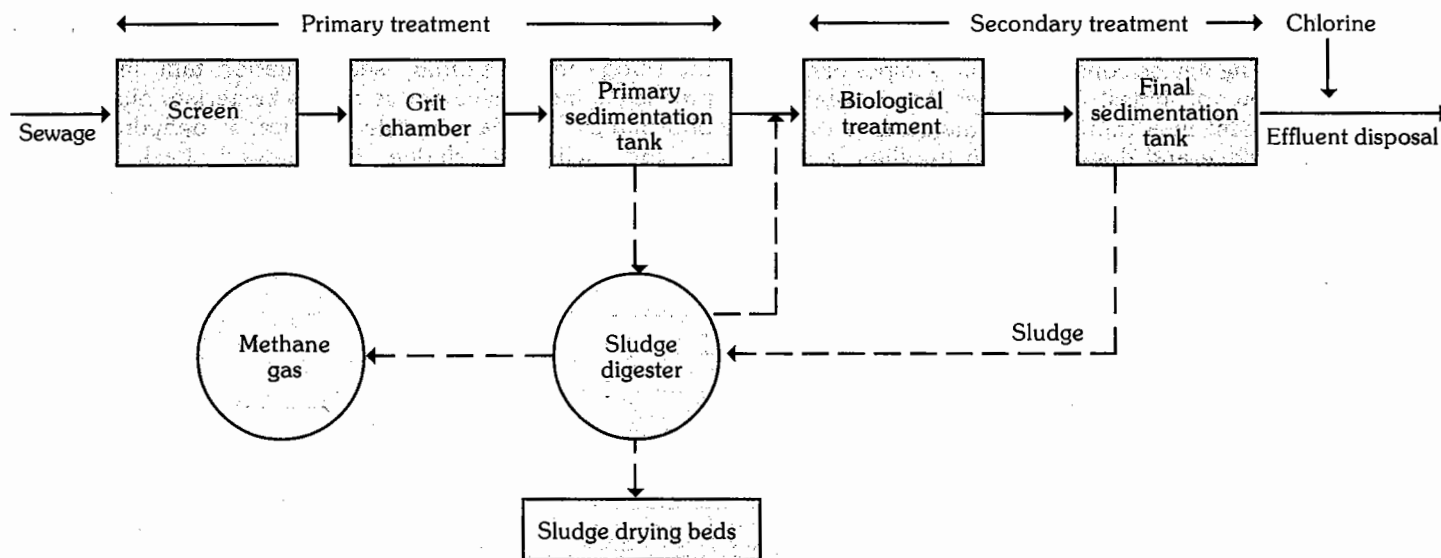 Primary treatment
Secondary treatment
Chlorine
Sewage
Screen
Grit
chamber
Primary
sedimentation
tank
Biological
treatment
Final
sedimentation
tank
Effluent disposal
Methane
gas
Sludge
digester
Sludge
Sludge drying beds